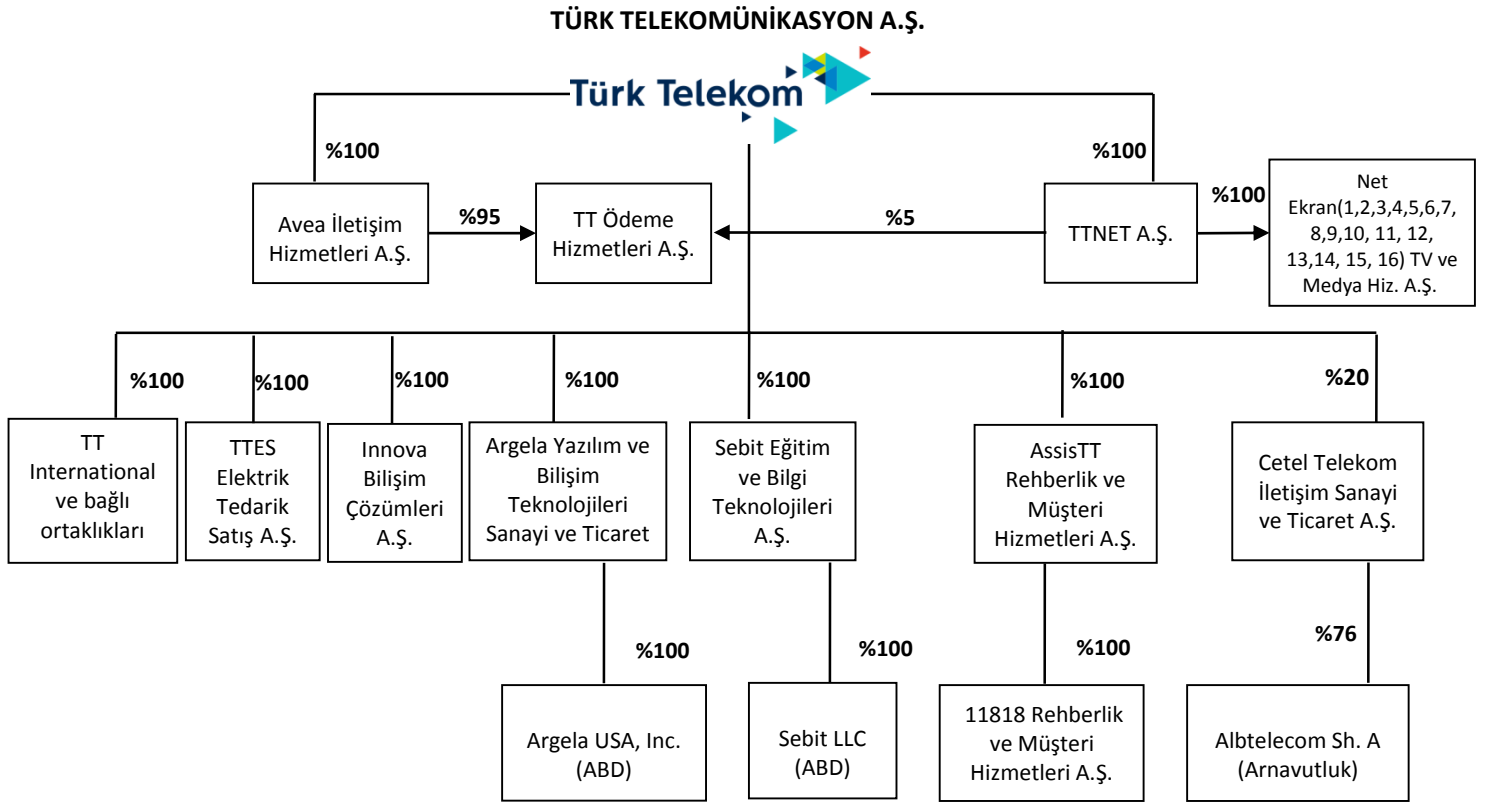 TÜRK TELEKOMÜNİKASYON A.Ş.
Türk Telekom
%100
%100
Avea İletişim
Hizmetleri A.Ş.
%95
TT Ödeme
Hizmetleri A.Ş.
%5
TTNET A.Ş.
%100
Net
Ekran(1,2,3,4,5,6,7,
8,9,10, 11, 12,
13,14, 15, 16) TV ve
Medya Hiz. A.Ş.
%100
%100
%100
%100
%100
%100
%20
TT
International
ve bağlı
ortaklıkları
TTES
Elektrik
Tedarik
Satış A.Ş.
Innova
Bilişim
Çözümleri
A.Ş.
Argela Yazılım ve
Bilişim
Teknolojileri
Sanayi ve Ticaret
Sebit Eğitim
ve Bilgi
Teknolojileri
A.Ş.
AssisTT
Rehberlik ve
Müşteri
Hizmetleri A.Ş.
Cetel Telekom
İletişim Sanayi
ve Ticaret A.Ş.
%100
%100
%100
%76
Argela USA, Inc.
(ABD)
Sebit LLC
(ABD)
11818 Rehberlik
ve Müşteri
Hizmetleri A.Ş.
Albtelecom Sh. A
(Arnavutluk)